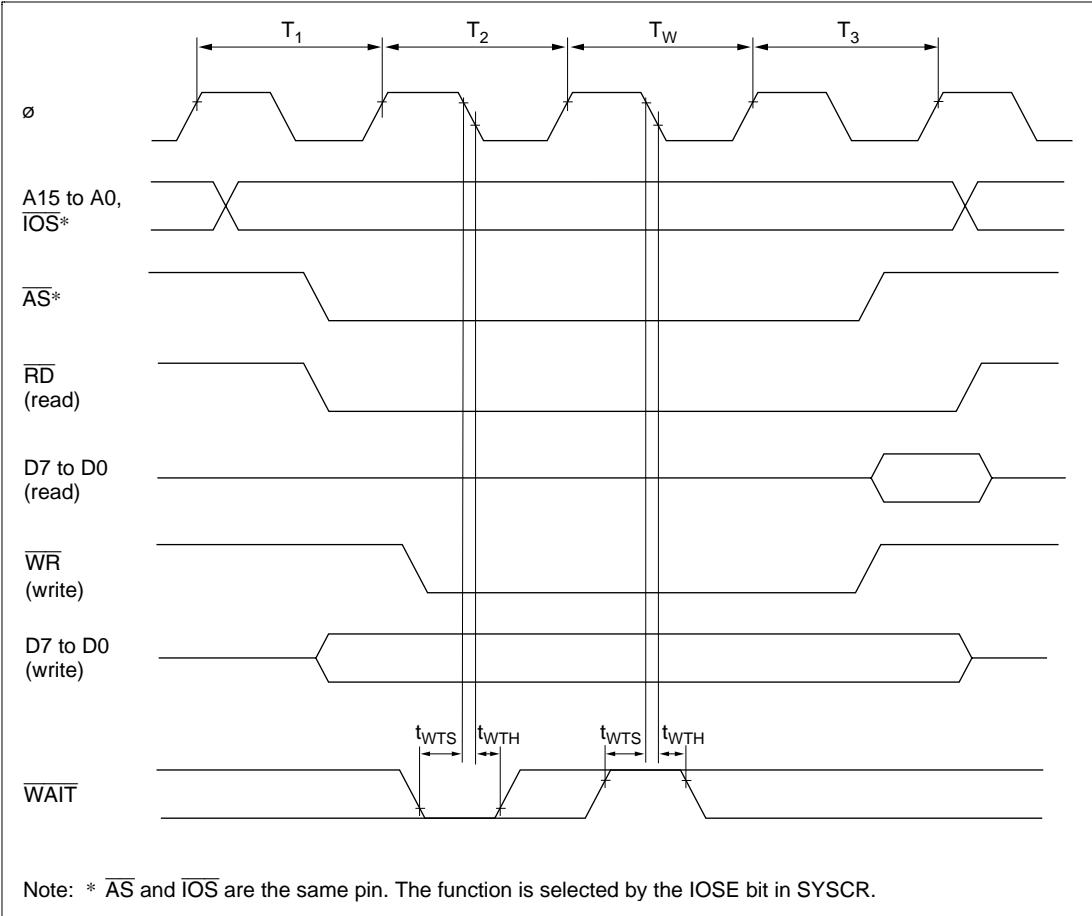 T1 T2 TW T3
ø
A15 to A0,
IOS*
AS*
RD
(read)
D7 to D0
(read)
WR
(write)
D7 to D0
(write)
tWTS tWTH tWTS tWTH
WAIT
Note: * AS and IOS are the same pin. The function is selected by the IOSE bit in SYSCR.